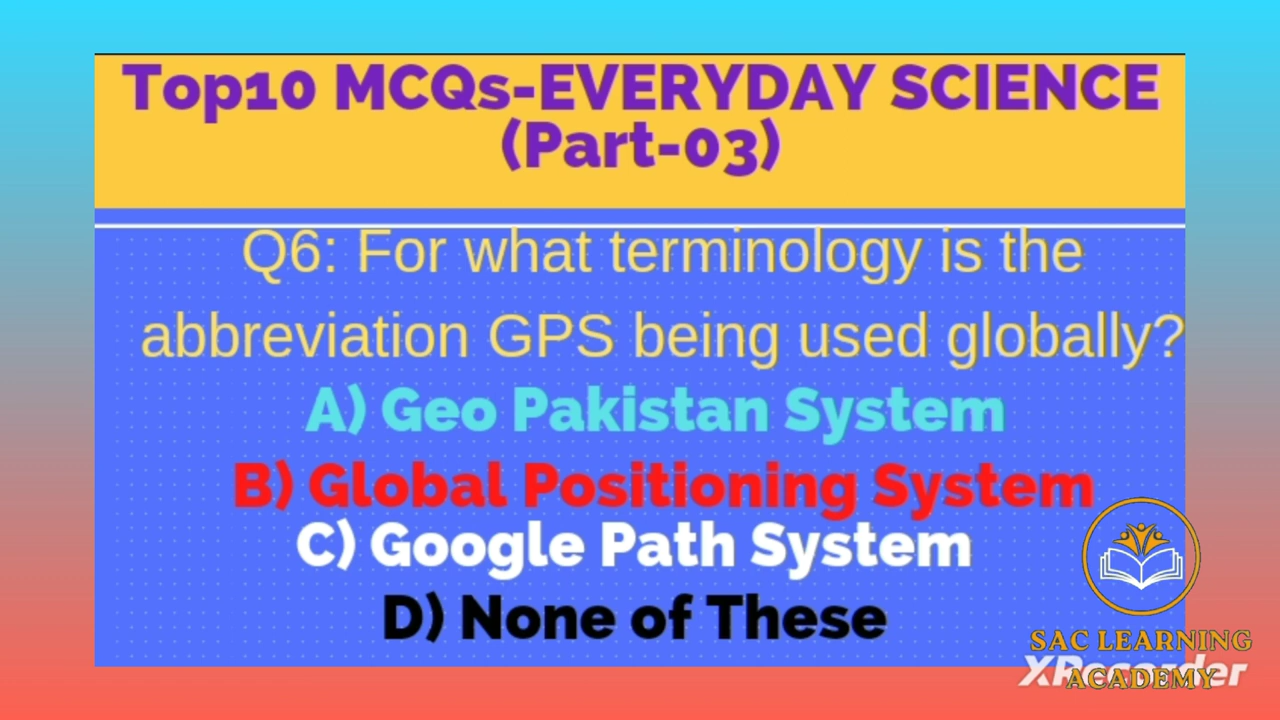 Top10 MCQs-EVERYDAY SCIENCE
(Part-03)
Q6: For what terminology is the
abbreviation GPS being used globally?
A) Geo Pakistan System
B) Global Positioning System
C) Google Path System
D) None of These
SAC LEARNING
XRecorder
ACADEMY